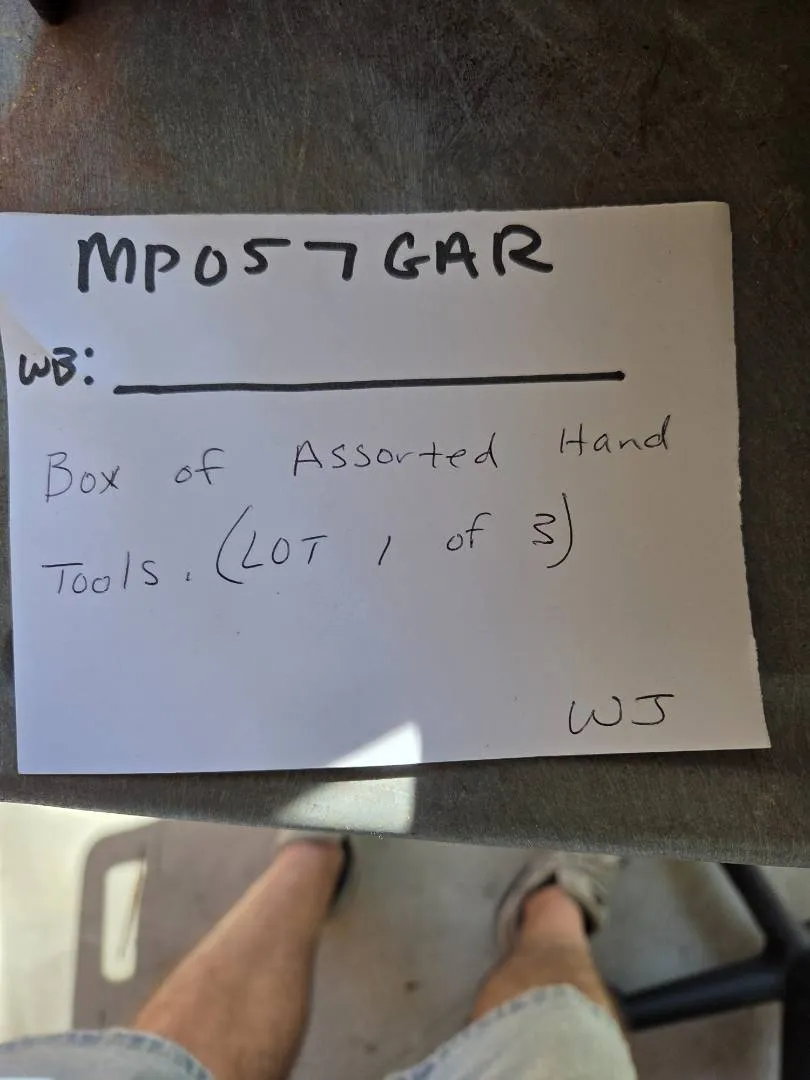 MP057GAR
WB:
Box of Assorted Hand
Tools. (LOT 1 of 3)
WJ